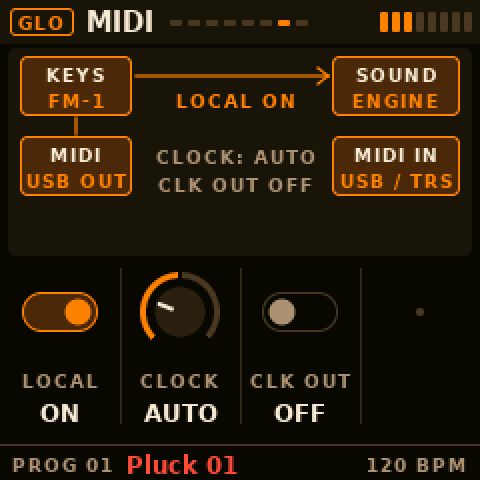 GLO MIDI
KEYS
FM-1
LOCAL ON
SOUND
ENGINE
MIDI
USB OUT
CLOCK: AUTO
CLK OUT OFF
MIDI IN
USB / TRS
LOCAL CLOCK CLK OUT
ON AUTO OFF
PROG 01 Pluck 01 120 BPM